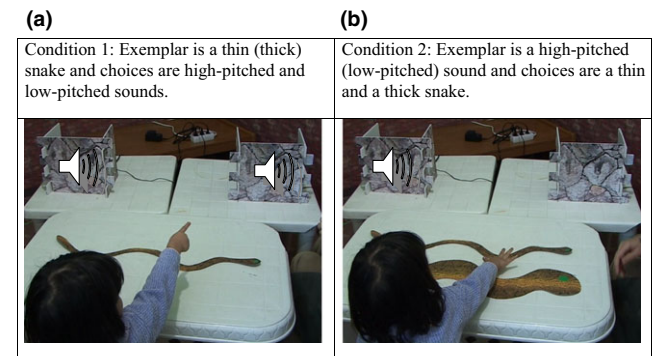 (a)
(b)
Condition 1: Exemplar is a thin (thick)
snake and choices are high-pitched and
low-pitched sounds.
Condition 2: Exemplar is a high-pitched
(low-pitched) sound and choices are a thin
and a thick snake.